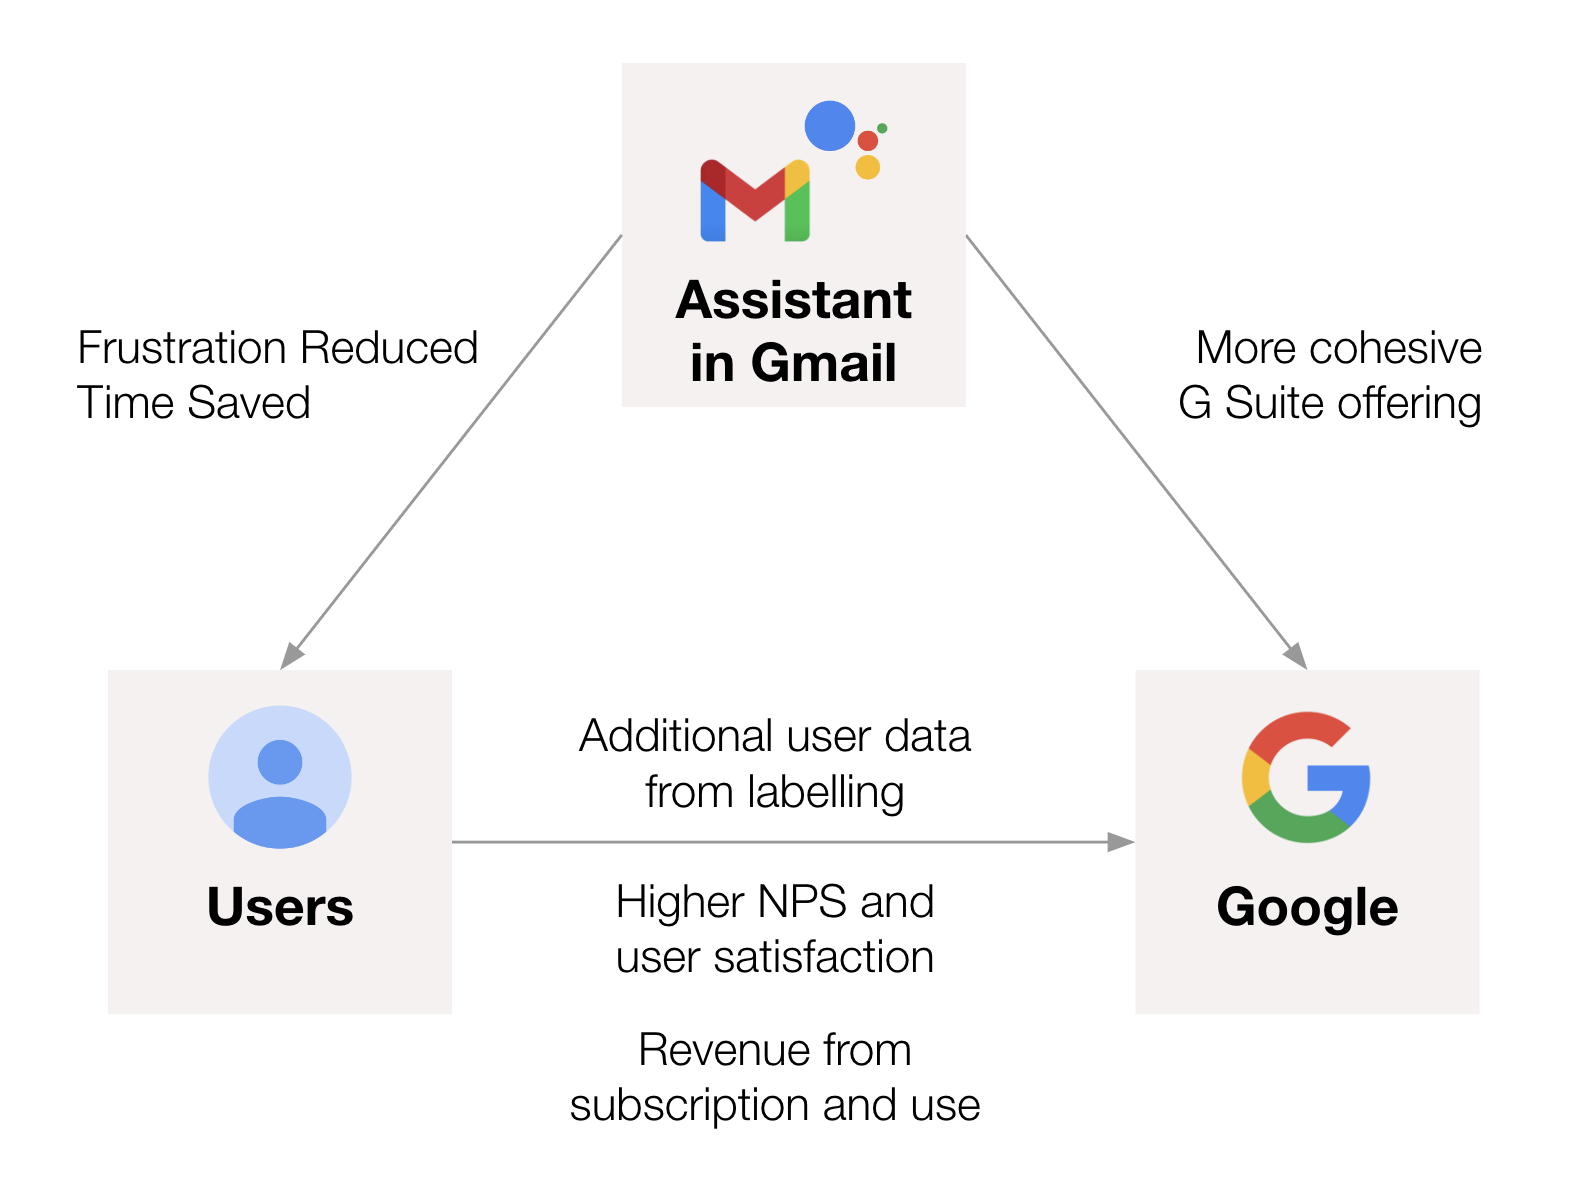 Assistant
in Gmail
Frustration Reduced
Time Saved
More cohesive
G Suite offering
Users
Additional user data
from labelling
Higher NPS and
user satisfaction
Revenue from
subscription and use
Google